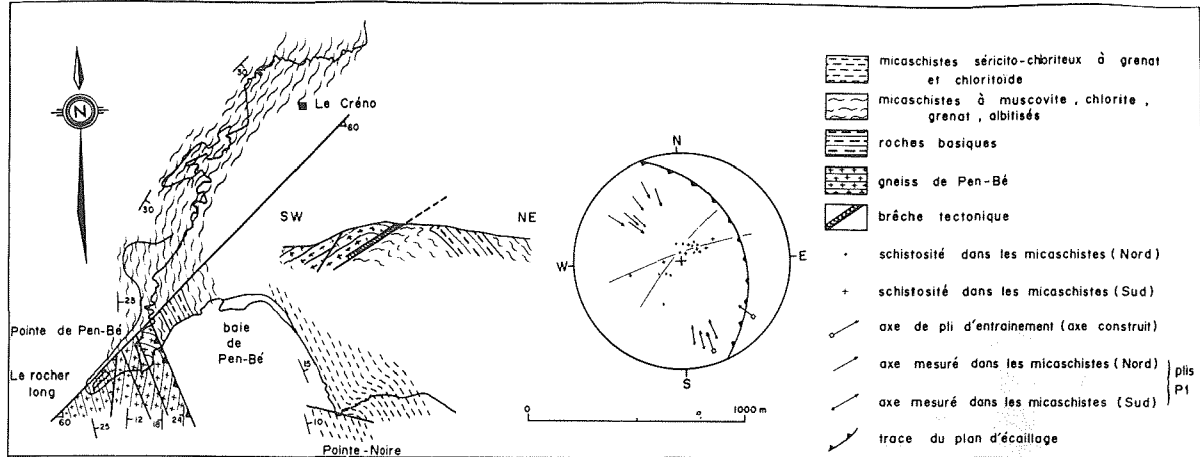 N
30
Le Créno
60
30
25
Pointe de Pen-Bé
baie
de
Pen-Bé
Le rocher
long
15
60
25
12
18
24
10
Pointe-Noire
SW
NE
N
W
E
S
0
1000 m
micaschistes séricito-chloriteux à grenat
et chloritoïde
micaschistes à muscovite, chlorite,
grenat, albitisés
roches basiques
gneiss de Pen-Bé
brêche tectonique
schistosité dans les micaschistes (Nord)
schistosité dans les micaschistes (Sud)
axe de pli d'entrainement (axe construit)
axe mesuré dans les micaschistes (Nord)
axe mesuré dans les micaschistes (Sud)
plis
P1
trace du plan d'écaillage